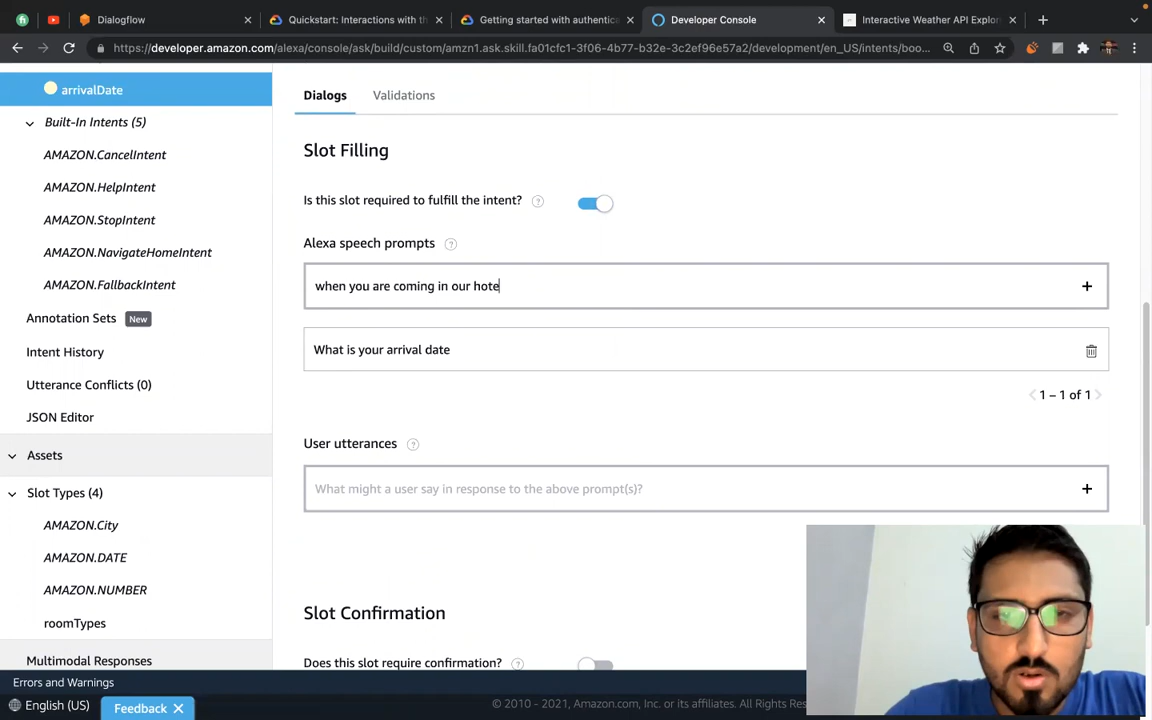 Dialogflow
Quickstart: Interactions with th
Getting started with authentica
Developer Console
Interactive Weather API Explor
https://developer.amazon.com/alexa/console/ask/build/custom/amzn1.ask.skill.fa01cfc1-3f06-4b77-b32e-3c2ef96e57a2/development/en_US/intents/boo...
arrivalDate
Built-In Intents (5)
AMAZON.CancelIntent
AMAZON.HelpIntent
AMAZON.StopIntent
AMAZON.NavigateHomeIntent
AMAZON.FallbackIntent
Annotation Sets New
Intent History
Utterance Conflicts (0)
JSON Editor
Assets
Slot Types (4)
AMAZON.City
AMAZON.DATE
AMAZON.NUMBER
roomTypes
Multimodal Responses
Dialogs
Validations
Slot Filling
Is this slot required to fulfill the intent? ?
Alexa speech prompts ?
when you are coming in our hote
What is your arrival date
1 – 1 of 1
User utterances ?
What might a user say in response to the above prompt(s)?
Slot Confirmation
Does this slot require confirmation? ?
Errors and Warnings
English (US)
Feedback
© 2010 - 2021, Amazon.com, Inc. or its affiliates. All Rights Rese